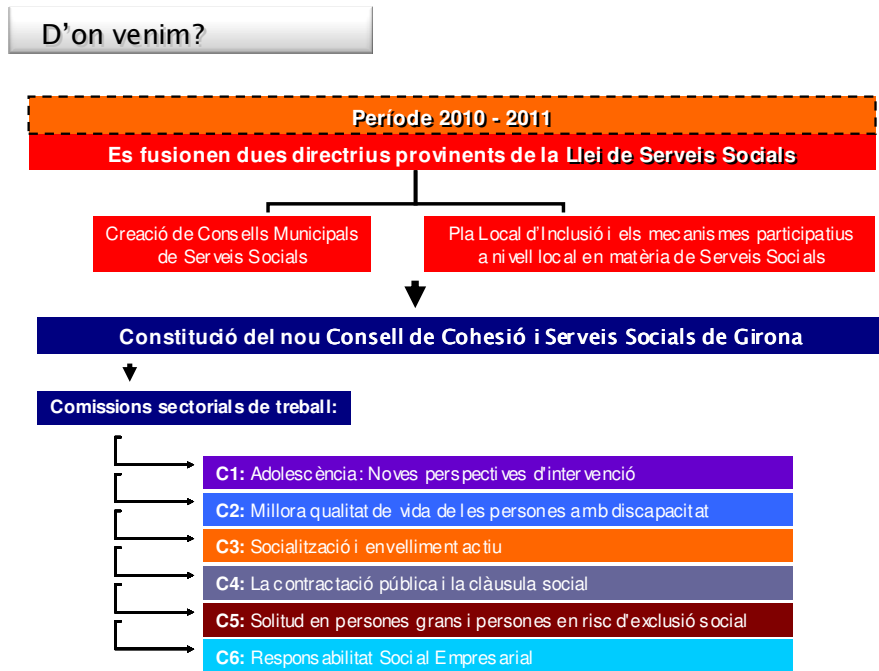 D'on venim?
Període 2010 - 2011
Es fusionen dues directrius provinents de la Llei de Serveis Socials
Creació de Consells Municipals
de Serveis Socials
Pla Local d'Inclusió i els mecanismes participatius
a nivell local en matèria de Serveis Socials
Constitució del nou Consell de Cohesió i Serveis Socials de Girona
Comissions sectorials de treball:
C1: Adolescència: Noves perspectives d'intervenció
C2: Millora qualitat de vida de les persones amb discapacitat
C3: Socialització i envelliment actiu
C4: La contractació pública i la clàusula social
C5: Solitud en persones grans i persones en risc d'exclusió social
C6: Responsabilitat Social Empresarial